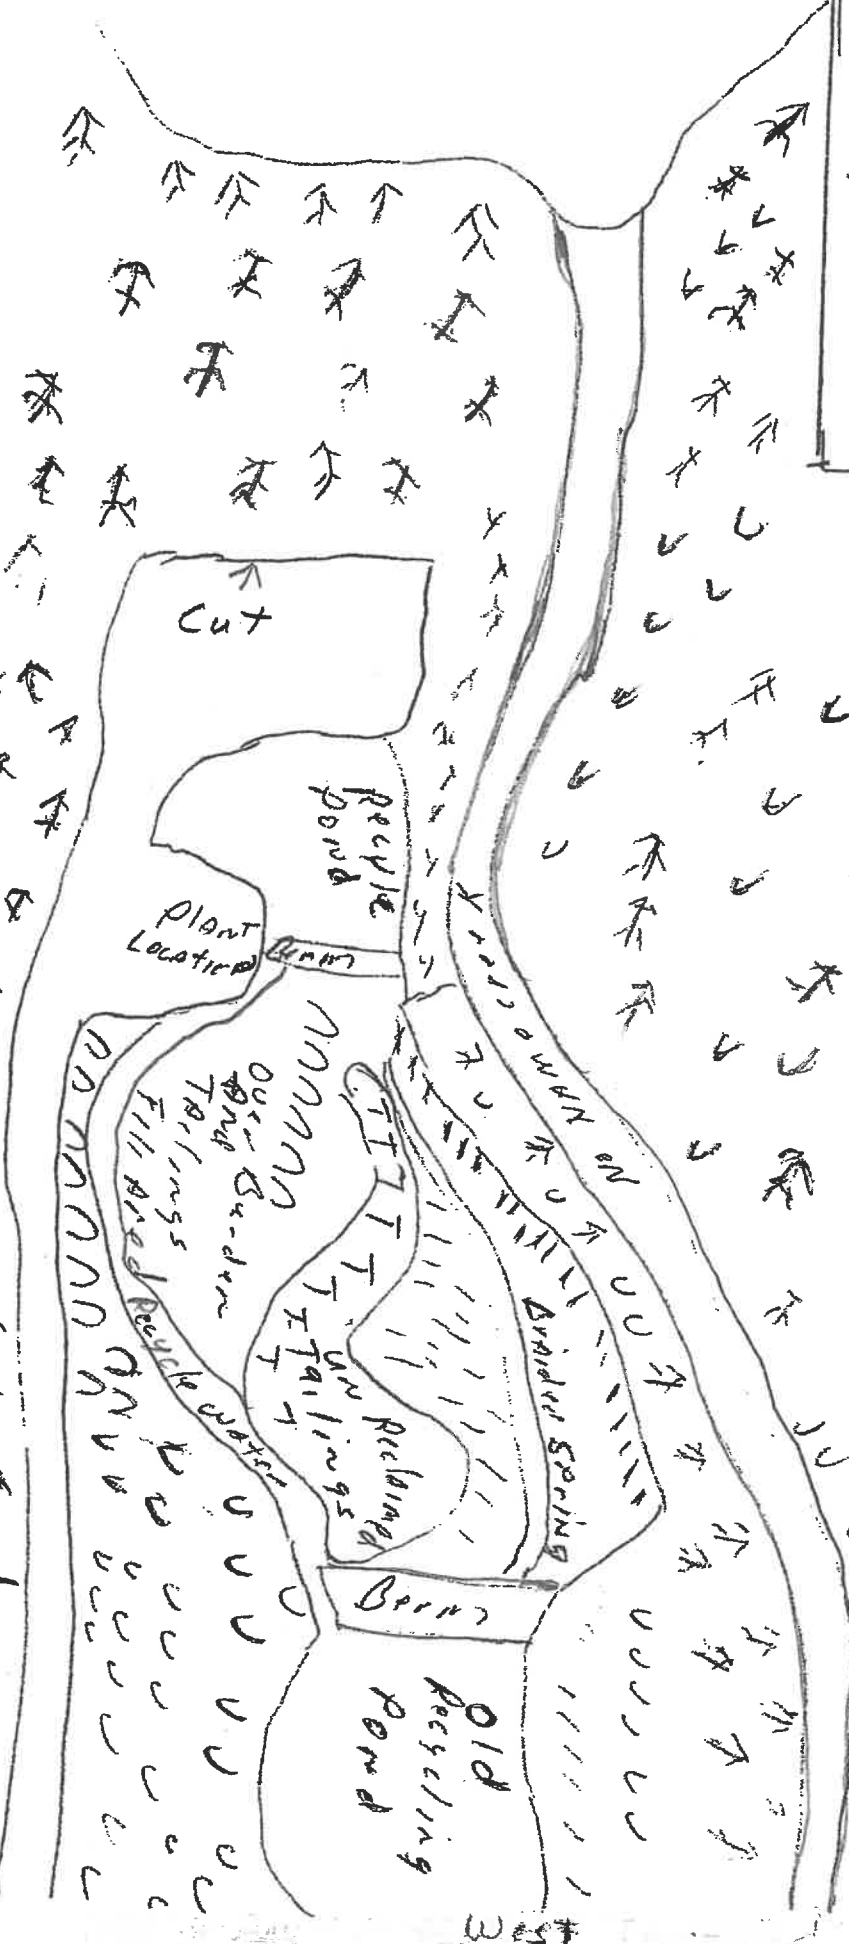 Cut
Recycle
Pond
Plant
Location
Berm
Over Burden
And
Tailings
Fill Area
Recycle Water
UN Reclaimed
Tailings
Braided Spring
Berm
Old
Recycling
Pond
West